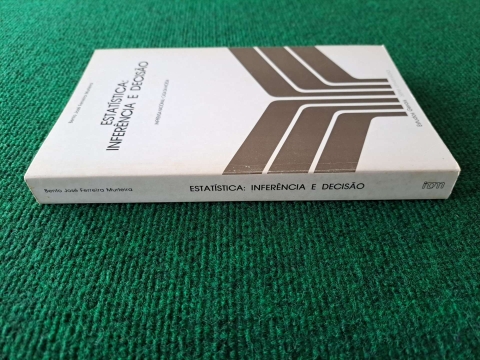 ESTATÍSTICA:
INFERÊNCIA E DECISÃO
Bento José Ferreira Murteira
ESTATÍSTICA: INFERÊNCIA E DECISÃO